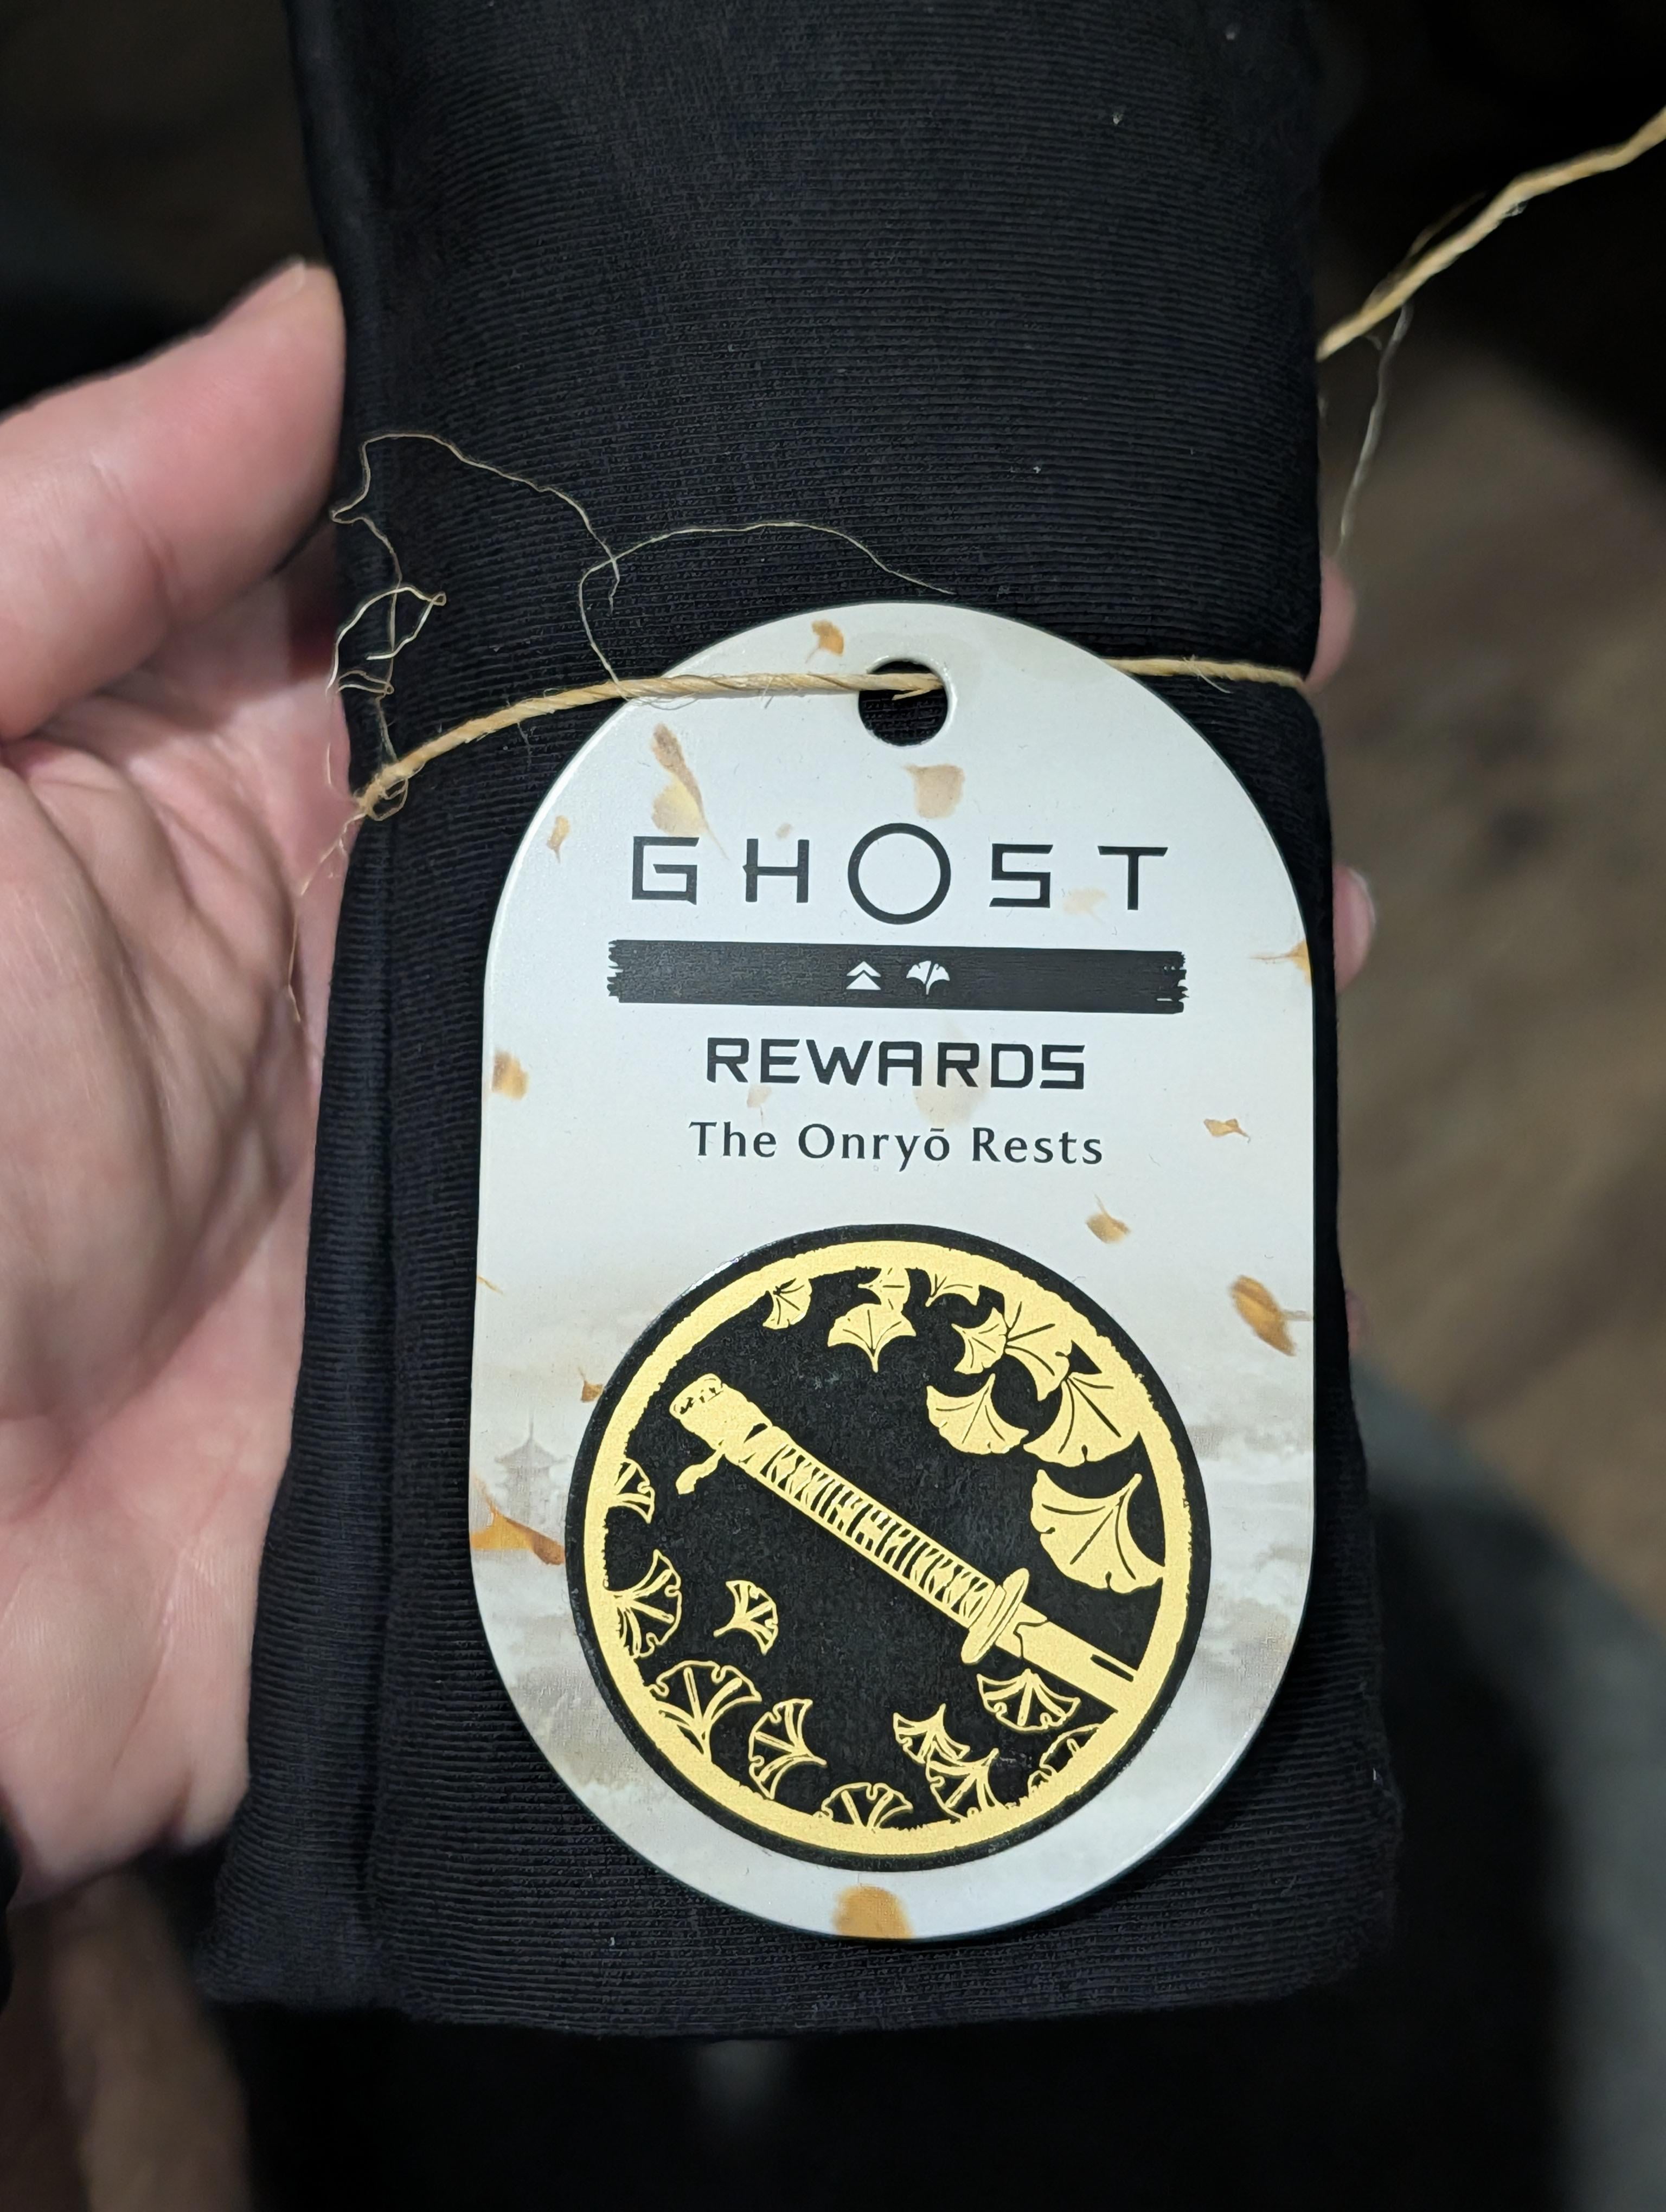 GHOST
REWARDS
The Onryō Rests